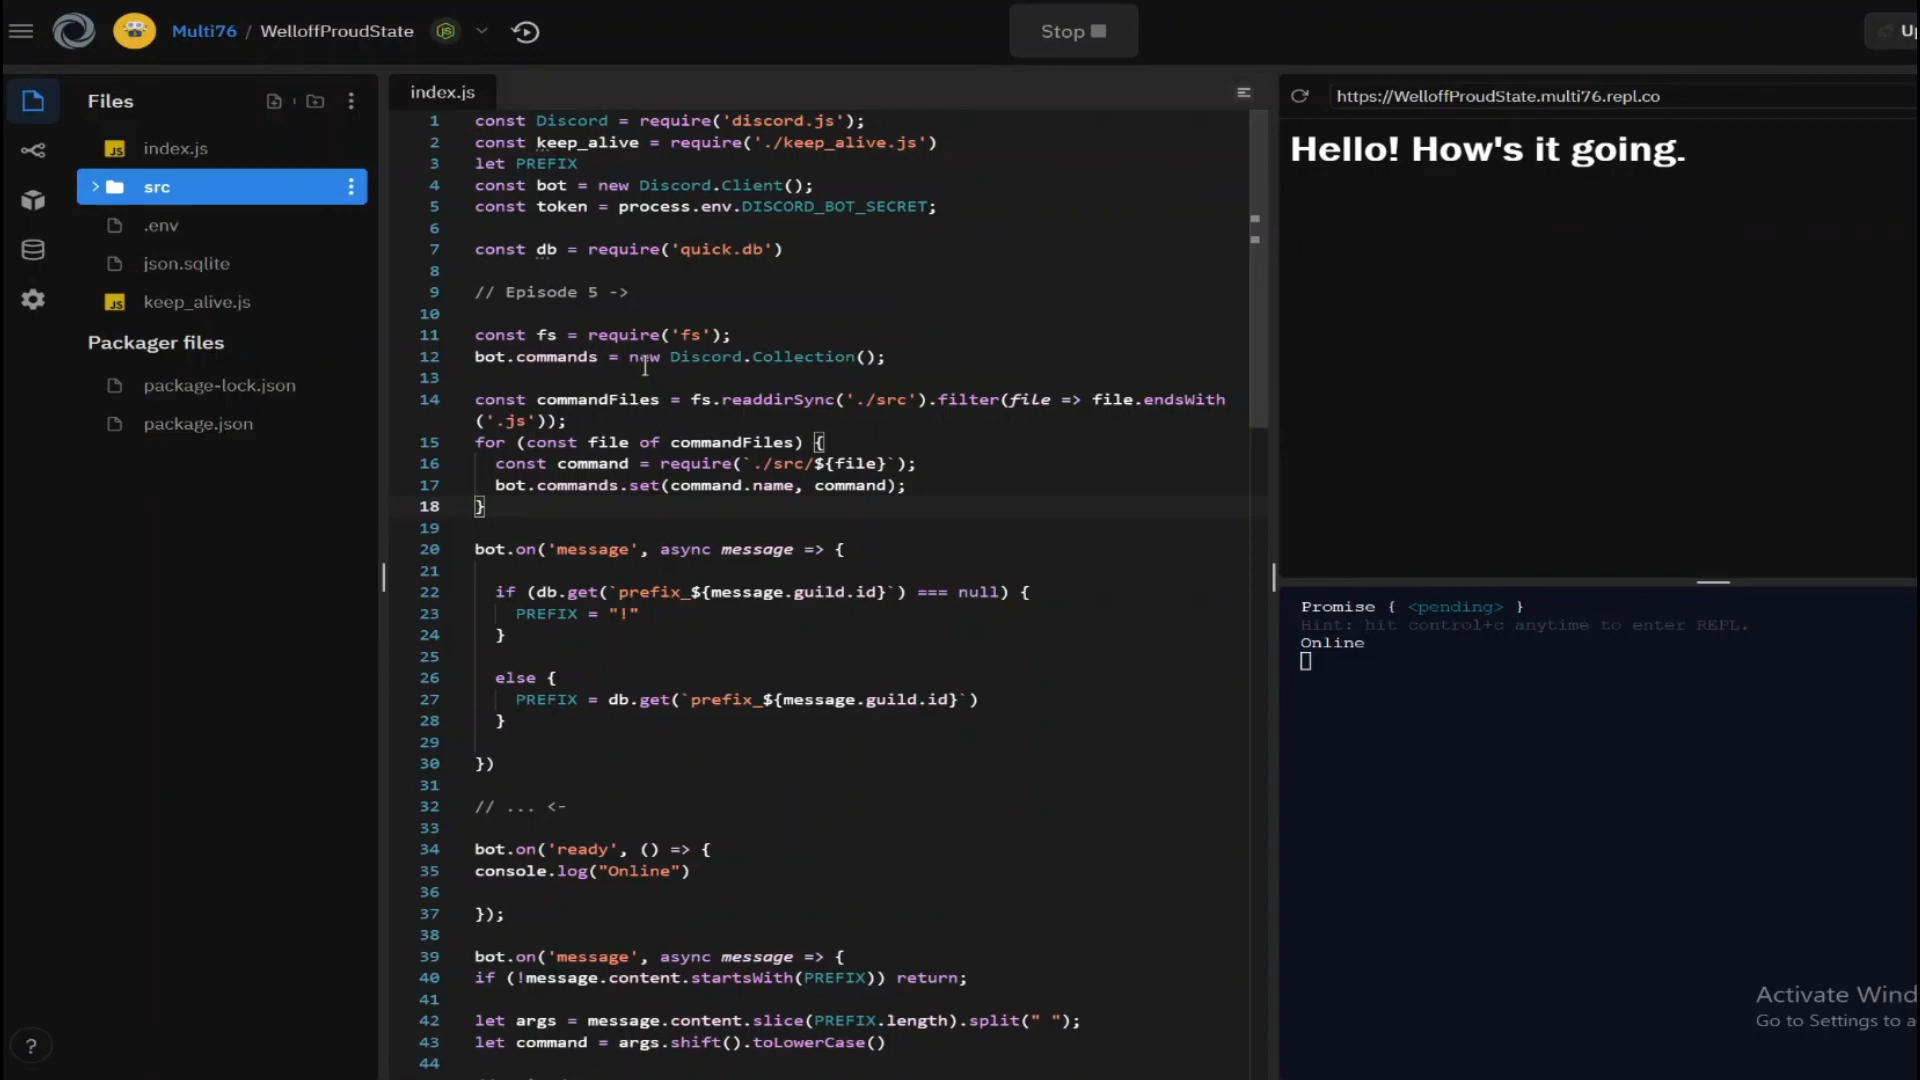 Multi76 / WelloffProudState
Stop
Files
index.js
src
.env
json.sqlite
keep_alive.js
Packager files
package-lock.json
package.json
?
index.js
1 const Discord = require('discord.js');
2 const keep_alive = require('./keep_alive.js')
3 let PREFIX
4 const bot = new Discord.Client();
5 const token = process.env.DISCORD_BOT_SECRET;
6
7 const db = require('quick.db')
8
9 // Episode 5 ->
10
11 const fs = require('fs');
12 bot.commands = new Discord.Collection();
13
14 const commandFiles = fs.readdirSync('./src').filter(file => file.endsWith
('.js'));
15 for (const file of commandFiles) {
16 const command = require(`./src/${file}`);
17 bot.commands.set(command.name, command);
18 }
19
20 bot.on('message', async message => {
21
22 if (db.get(`prefix_${message.guild.id}`) === null) {
23 PREFIX = "!"
24 }
25
26 else {
27 PREFIX = db.get(`prefix_${message.guild.id}`)
28 }
29
30 })
31
32 // ... <-
33
34 bot.on('ready', () => {
35 console.log("Online")
36
37 });
38
39 bot.on('message', async message => {
40 if (!message.content.startsWith(PREFIX)) return;
41
42 let args = message.content.slice(PREFIX.length).split(" ");
43 let command = args.shift().toLowerCase()
44
https://WelloffProudState.multi76.repl.co
Hello! How's it going.
Promise { <pending> }
Hint: hit control+c anytime to enter REPL.
Online
Activate Wind
Go to Settings to a